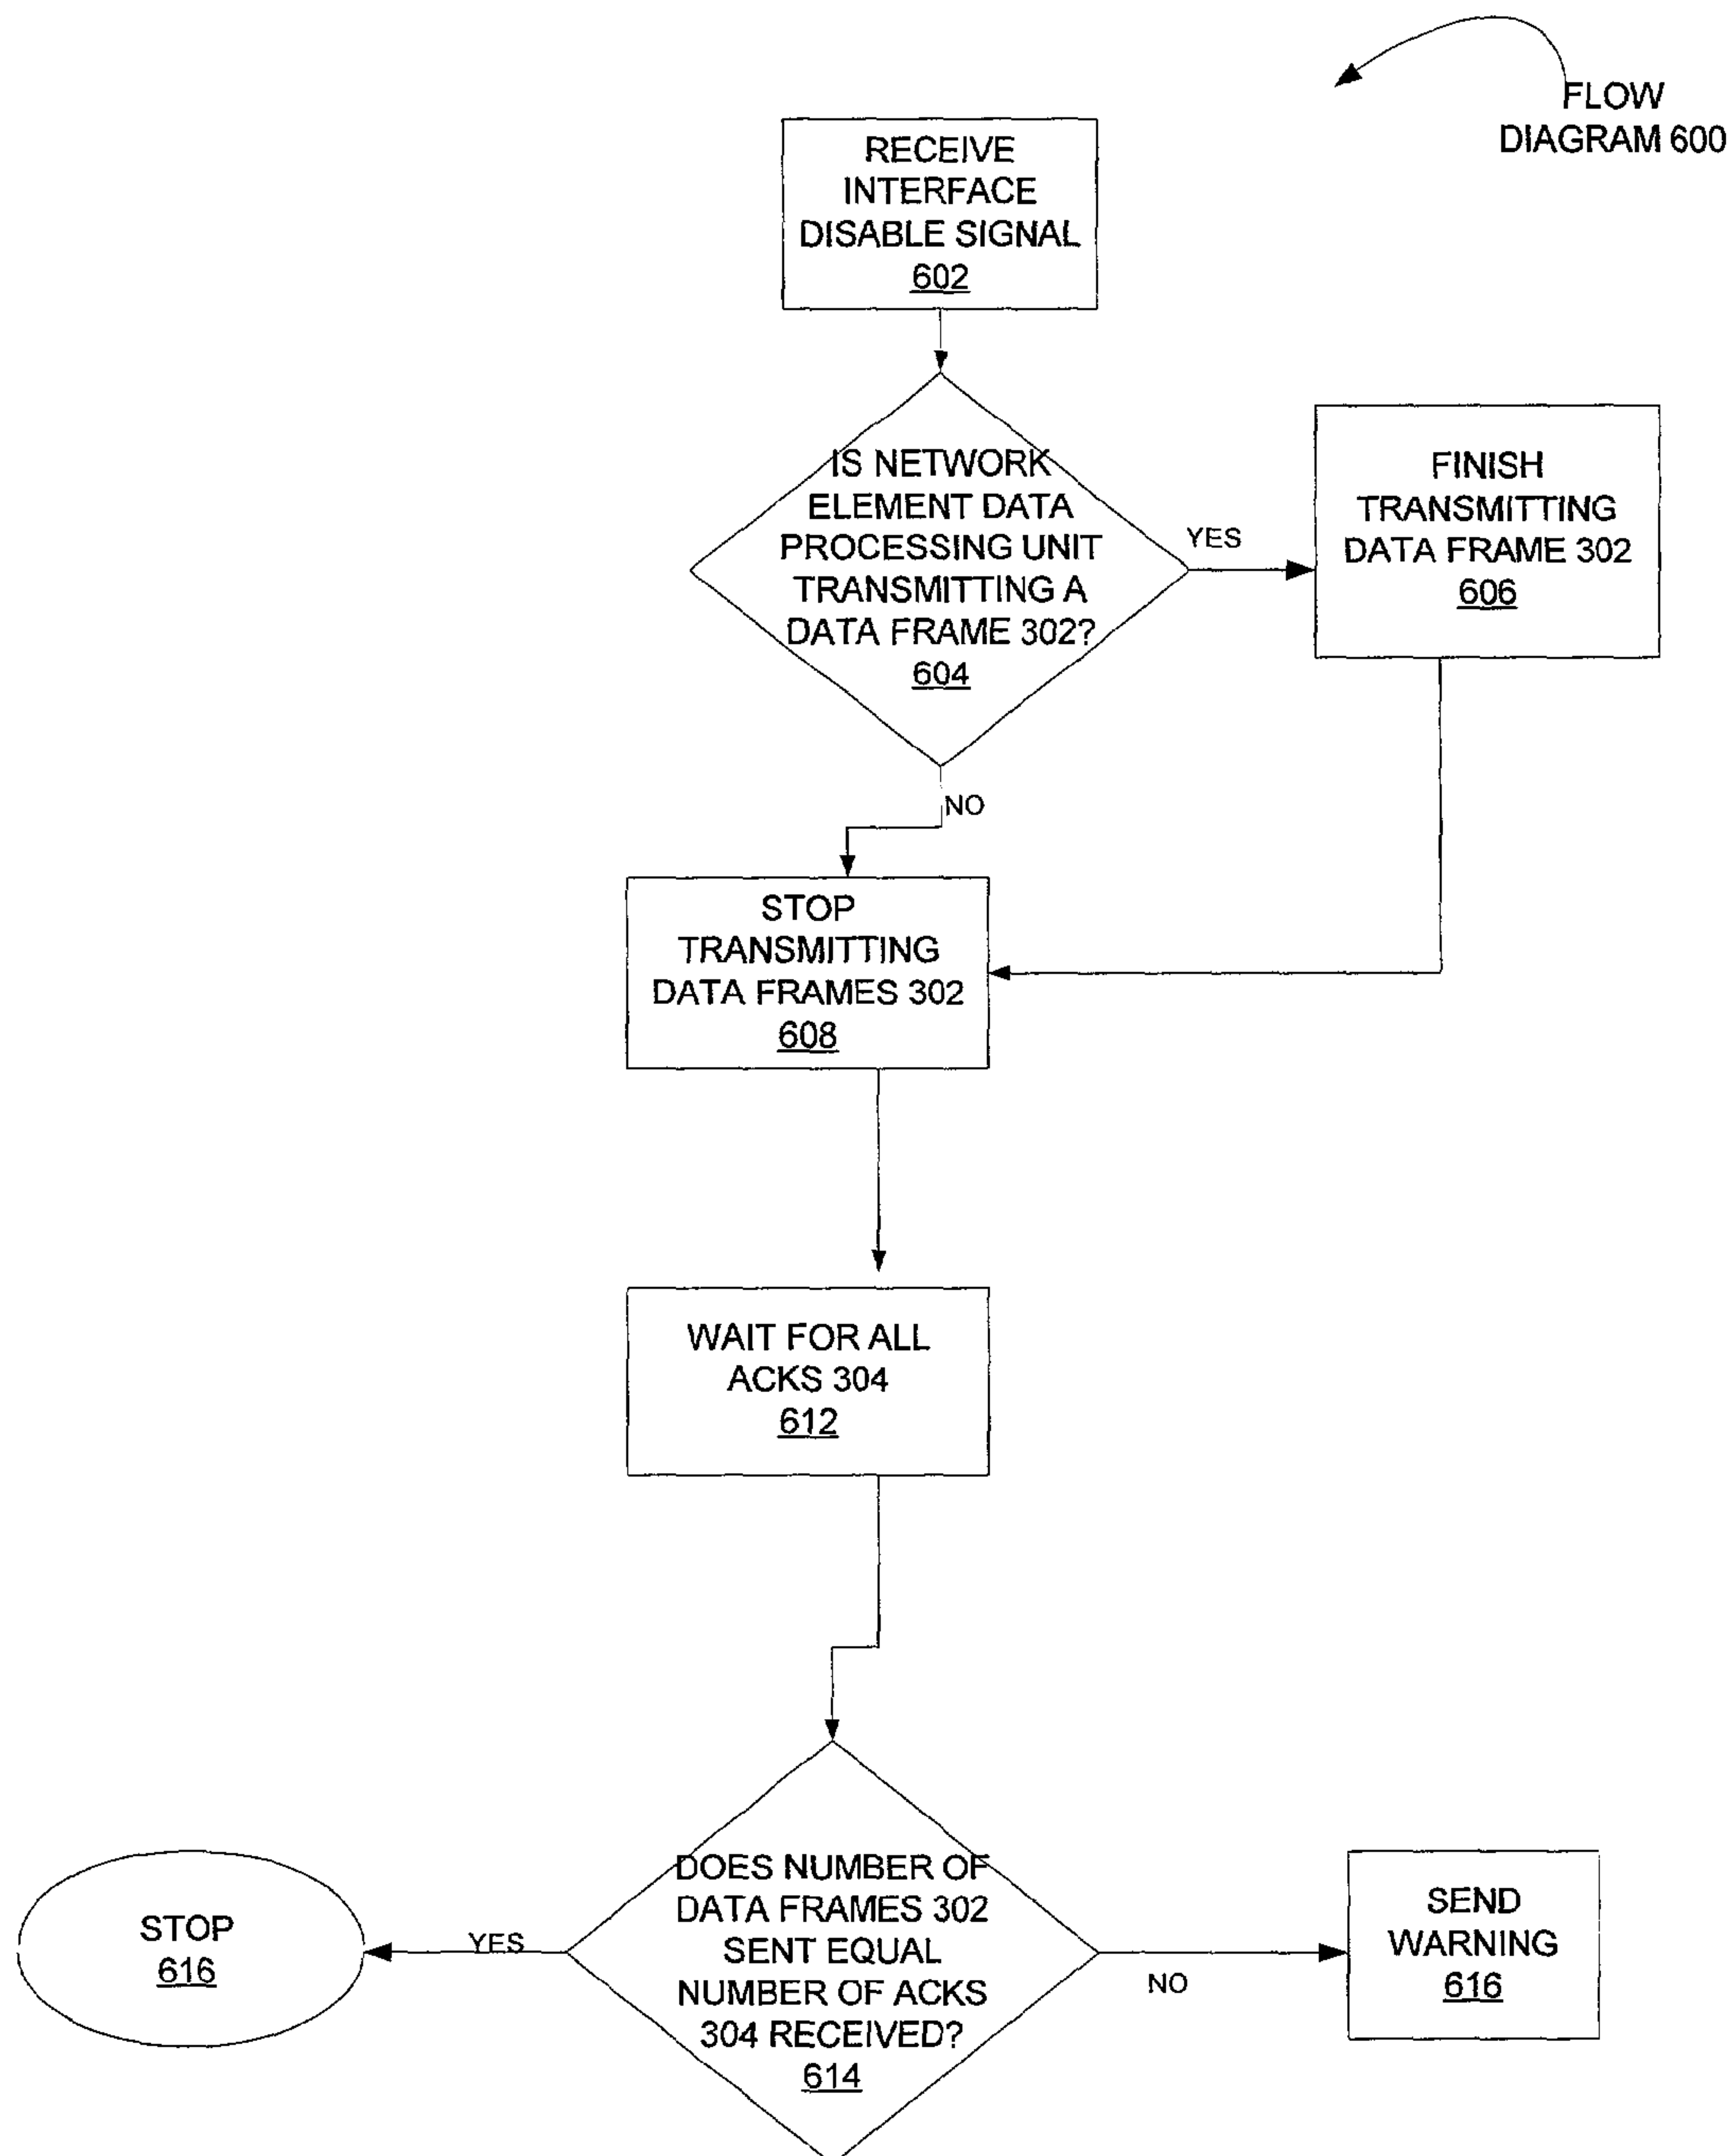 FLOW
DIAGRAM 600
RECEIVE
INTERFACE
DISABLE SIGNAL
602
IS NETWORK
ELEMENT DATA
PROCESSING UNIT
TRANSMITTING A
DATA FRAME 302?
604
YES
FINISH
TRANSMITTING
DATA FRAME 302
606
NO
STOP
TRANSMITTING
DATA FRAMES 302
608
WAIT FOR ALL
ACKS 304
612
DOES NUMBER OF
DATA FRAMES 302
SENT EQUAL
NUMBER OF ACKS
304 RECEIVED?
614
YES
STOP
616
NO
SEND
WARNING
616